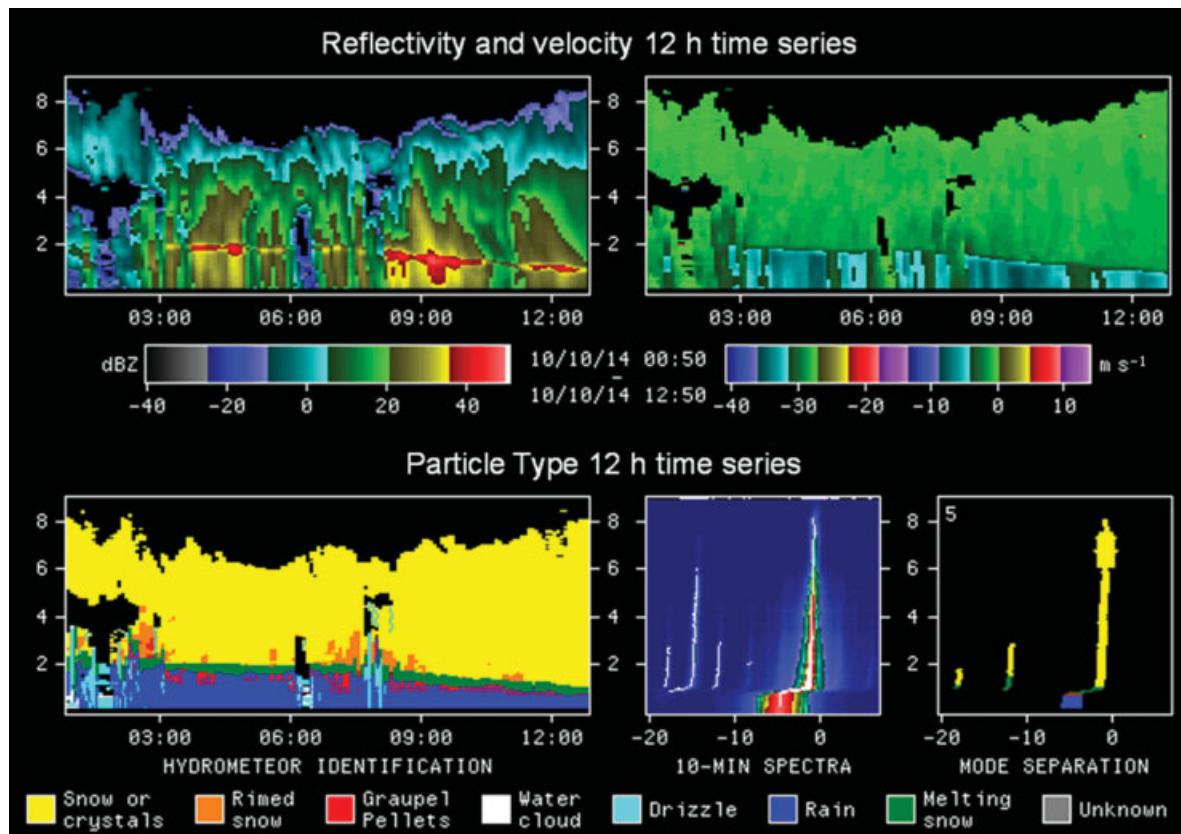 Reflectivity and velocity 12 h time series
8 8
6 6
4 4
2 2
03:00 06:00 09:00 12:00 03:00 06:00 09:00 12:00
dBZ 10/10/14 00:50 m s⁻¹
–
-40 -20 0 20 40 10/10/14 12:50 -40 -30 -20 -10 0 10
Particle Type 12 h time series
8 8 8 5
6 6 6
4 4 4
2 2 2
03:00 06:00 09:00 12:00 -20 -10 0 -20 -10 0
HYDROMETEOR IDENTIFICATION 10-MIN SPECTRA MODE SEPARATION
Snow or crystals Rimed snow Graupel Pellets Water cloud Drizzle Rain Melting snow Unknown